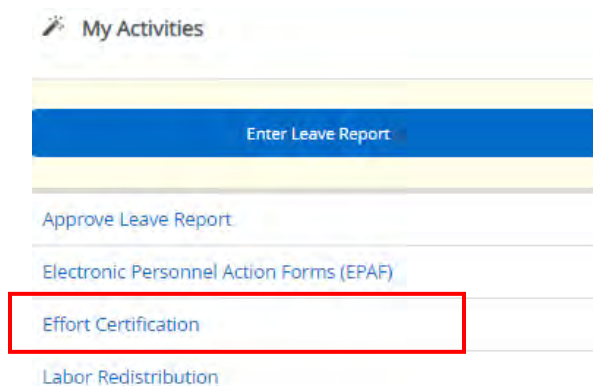 My Activities
Enter Leave Report
Approve Leave Report
Electronic Personnel Action Forms (EPAF)
Effort Certification
Labor Redistribution